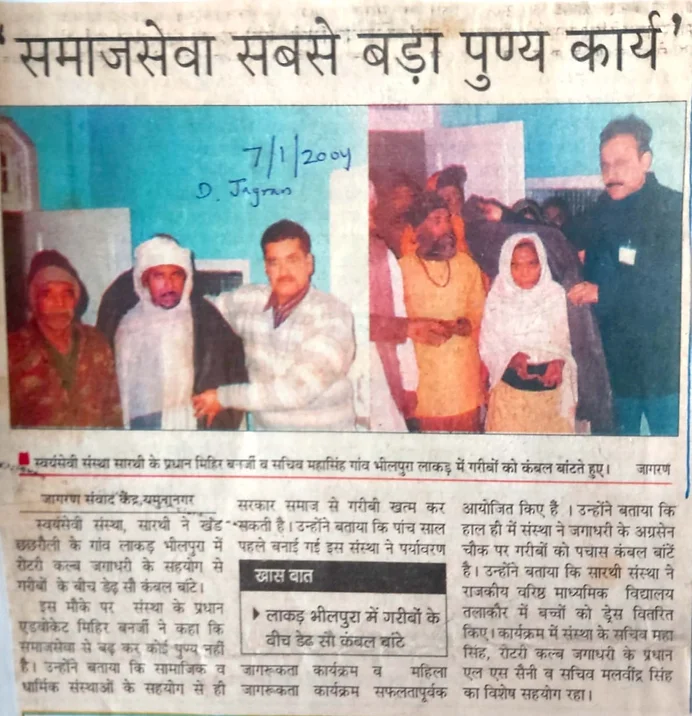 'समाजसेवा सबसे बड़ा पुण्य कार्य'
7/1/2004
D. Jagran
स्वयंसेवी संस्था सारथी के प्रधान मिहिर बनर्जी व सचिव महासिंह गांव भीलपुरा लाकड़ में गरीबों को कंबल बांटते हुए। जागरण
जागरण संवाद केंद्र,यमुनानगर
स्वयंसेवी संस्था, सारथी ने खंड
छछरौली के गांव लाकड़ भीलपुरा में
रोटरी कल्ब जगाधरी के सहयोग से
गरीबों के बीच डेढ़ सौ कंबल बांटे।
इस मौके पर संस्था के प्रधान
एडवोकेट मिहिर बनर्जी ने कहा कि
समाजसेवा से बढ़ कर कोई पुण्य नहीं
है। उन्होंने बताया कि सामाजिक व
धार्मिक संस्थाओं के सहयोग से ही
सरकार समाज से गरीबी खत्म कर
सकती है। उन्होंने बताया कि पांच साल
पहले बनाई गई इस संस्था ने पर्यावरण
खास बात
लाकड़ भीलपुरा में गरीबों के
बीच डेढ सौ कंबल बांटे
जागरूकता कार्यक्रम व महिला
जागरूकता कार्यक्रम सफलतापूर्वक
आयोजित किए है । उन्होंने बताया कि
हाल ही में संस्था ने जगाधरी के अग्रसेन
चौक पर गरीबों को पचास कंबल बांटें
है। उन्होंने बताया कि सारथी संस्था ने
राजकीय वरिष्ठ माध्यमिक विद्यालय
तलाकौर में बच्चों को ड्रेस वितरित
किए। कार्यक्रम में संस्था के सचिव महा
सिंह, रोटरी कल्ब जगाधरी के प्रधान
एल एस सैनी व सचिव मलवींद्र सिंह
का विशेष सहयोग रहा।